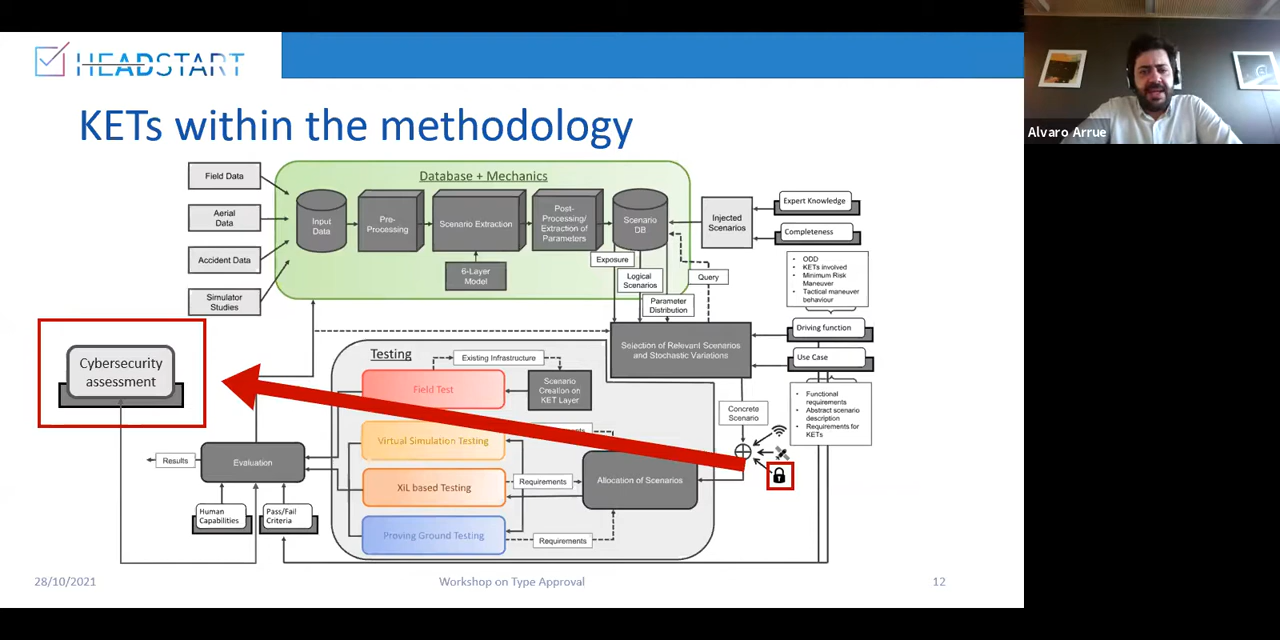 HEADSTART
Alvaro Arrue
KETs within the methodology
Database + Mechanics
Field Data
Aerial
Data
Accident Data
Simulator
Studies
Input
Data
Pre-
Processing
Scenario Extraction
Post-
Processing/
Extraction of
Parameters
Scenario
DB
6-Layer
Model
Injected
Scenarios
Expert Knowledge
Completeness
Exposure
Logical
Scenarios
Parameter
Distribution
Query
• ODD
• KETs involved
• Minimum Risk
Maneuver
• Tactical maneuver
behaviour
Driving function
Use Case
Selection of Relevant Scenarios
and Stochastic Variations
• Functional
requirements
• Abstract scenario
description
• Requirements for
KETs
Concrete
Scenario
Cybersecurity
assessment
Testing
Existing Infrastructure
Field Test
Scenario
Creation on
KET Layer
Virtual Simulation Testing
XiL based Testing
Requirements
Allocation of Scenarios
Proving Ground Testing
Requirements
Results
Evaluation
Human
Capabilities
Pass/Fail
Criteria
28/10/2021
Workshop on Type Approval
12